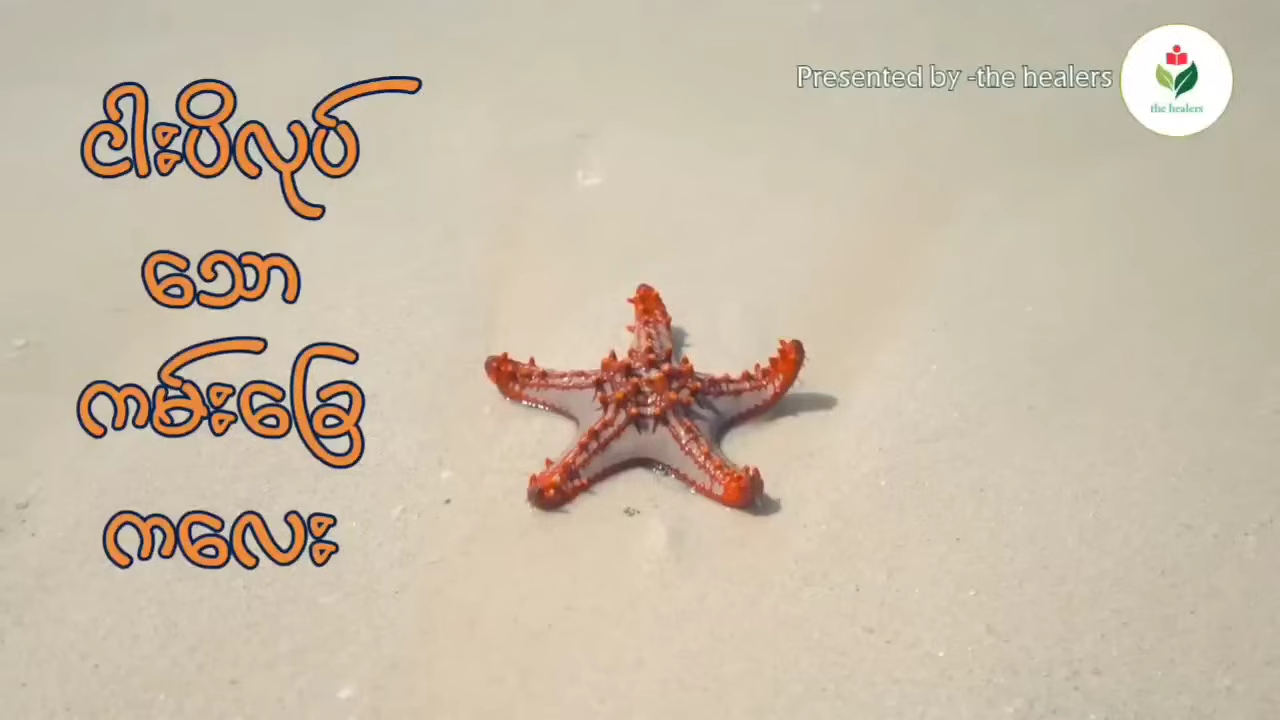 ငါးပိလုပ်
သော
ကမ်းခြေ
ကလေး
Presented by -the healers
the healers